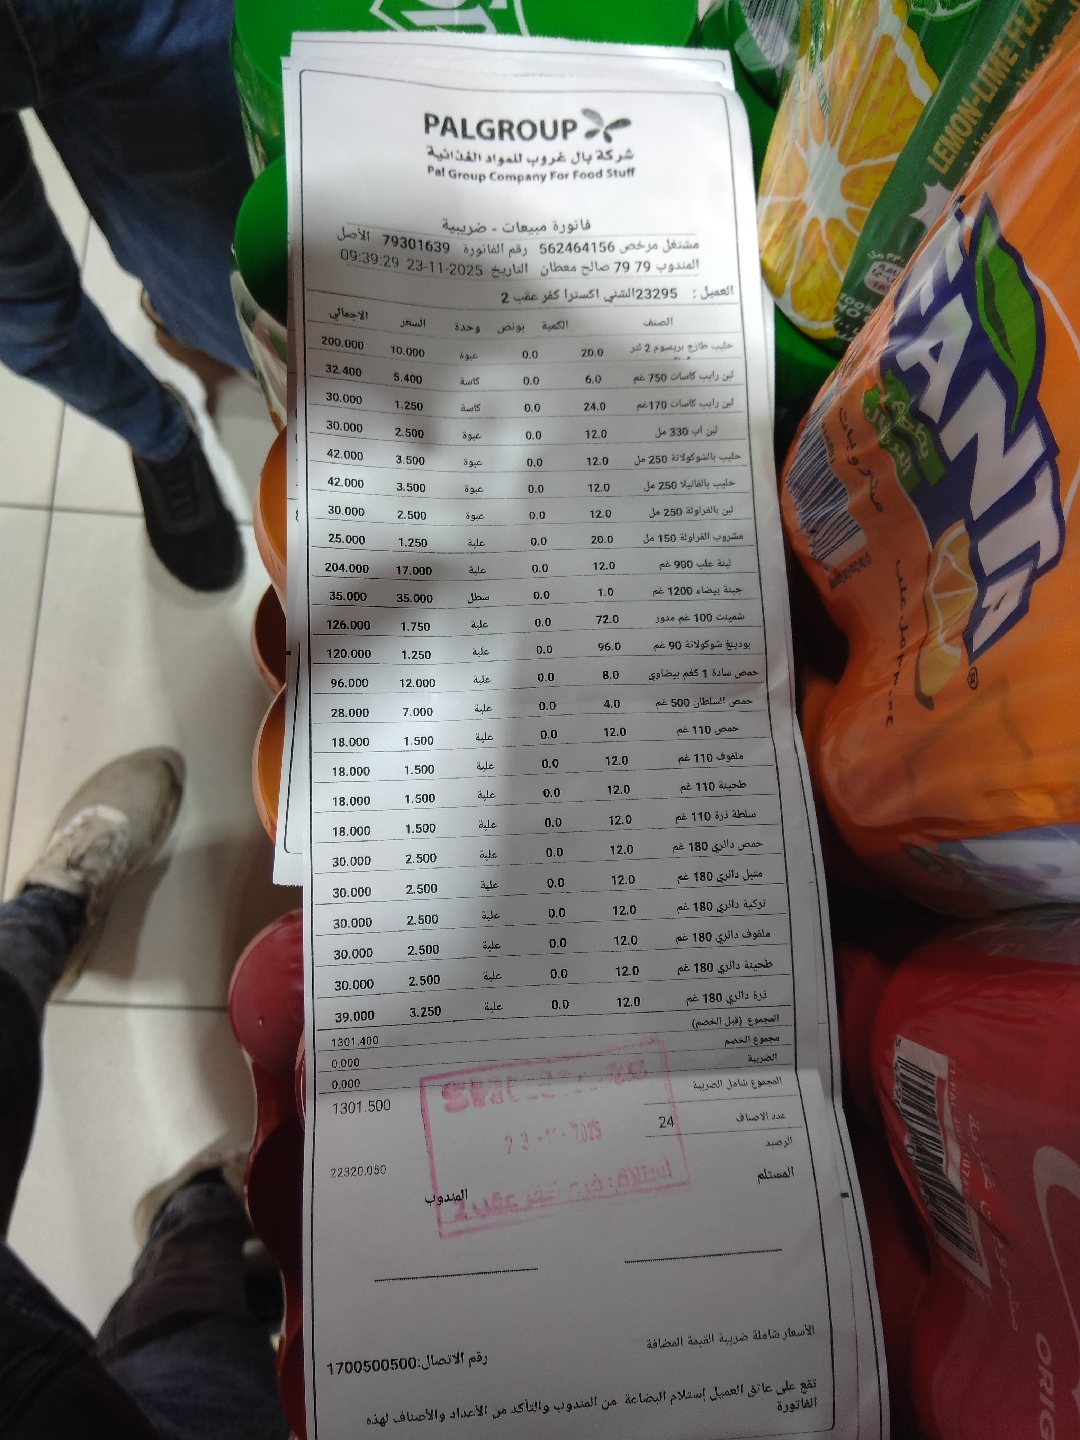 PALGROUP
شركة بال غروب للمواد الغذائية
Pal Group Company For Food Stuff
فاتورة مبيعات - ضريبية
مشتغل مرخص 562464156 رقم الفاتورة 79301639 الأصل
المندوب 79 79 صالح معطان التاريخ 23-11-2025 09:39:29
العميل : 23295الشني اكسترا كفر عقب 2
الصنف الكمية بونص وحدة السعر الاجمالي
حليب طازج بريميوم 2 لتر 20.0 0.0 عبوة 10.000 200.000
لبن رايب كاسات 750 غم 6.0 0.0 كاسة 5.400 32.400
لبن رايب كاسات 170غم 24.0 0.0 كاسة 1.250 30.000
لبن اب 330 مل 12.0 0.0 عبوة 2.500 30.000
حليب بالشوكولاتة 250 مل 12.0 0.0 عبوة 3.500 42.000
حليب بالفانيلا 250 مل 12.0 0.0 عبوة 3.500 42.000
لبن بالفراولة 250 مل 12.0 0.0 عبوة 2.500 30.000
مشروب الفراولة 150 مل 20.0 0.0 علبة 1.250 25.000
لبنة علب 900 غم 12.0 0.0 علبة 17.000 204.000
جبنة بيضاء 1200 غم 1.0 0.0 سطل 35.000 35.000
شمينت 100 غم مدور 72.0 0.0 علبة 1.750 126.000
بودينغ شوكولاتة 90 غم 96.0 0.0 علبة 1.250 120.000
حمص سادة 1 كغم بيضاوي 8.0 0.0 علبة 12.000 96.000
حمص السلطان 500 غم 4.0 0.0 علبة 7.000 28.000
حمص 110 غم 12.0 0.0 علبة 1.500 18.000
ملفوف 110 غم 12.0 0.0 علبة 1.500 18.000
طحينة 110 غم 12.0 0.0 علبة 1.500 18.000
سلطة ذرة 110 غم 12.0 0.0 علبة 1.500 18.000
حمص دائري 180 غم 12.0 0.0 علبة 2.500 30.000
متبل دائري 180 غم 12.0 0.0 علبة 2.500 30.000
تركية دائري 180 غم 12.0 0.0 علبة 2.500 30.000
ملفوف دائري 180 غم 12.0 0.0 علبة 2.500 30.000
طحينة دائري 180 غم 12.0 0.0 علبة 2.500 30.000
ذرة دائري 180 غم 12.0 0.0 علبة 3.250 39.000
المجموع (قبل الخصم) 1301.400
مجموع الخصم 0.000
الضريبة 0.000
المجموع شامل الضريبة 1301.500
عدد الاصناف 24
الرصيد 22320.050
المستلم المندوب
23-11-2025
استلام: فرع كفر عقب 2
الأسعار شاملة ضريبة القيمة المضافة
رقم الاتصال:1700500500
تقع على عاتق العميل إستلام البضاعة من المندوب والتأكد من الأعداد والأصناف لهذه
الفاتورة
LEMON-LIME FLA
FANTA
ORIG